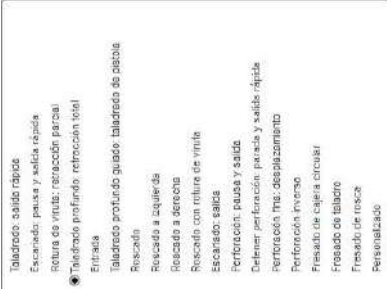 Taladrado: salida rápida
Escariado: pausa y salida rápida
Rotura de viruta: retracción parcial
Taladrado profundo: retracción total
Entrada
Taladrado profundo guiado: taladrado de pistola
Roscado
Roscado a izquierda
Roscado a derecha
Roscado con rotura de viruta
Escariado: salida
Perforación: pausa y salida
Detener perforación: parada y salida rápida
Perforación fina: desplazamiento
Perforación inversa
Fresado de cajera circular
Fresado de taladro
Fresado de rosca
Personalizado